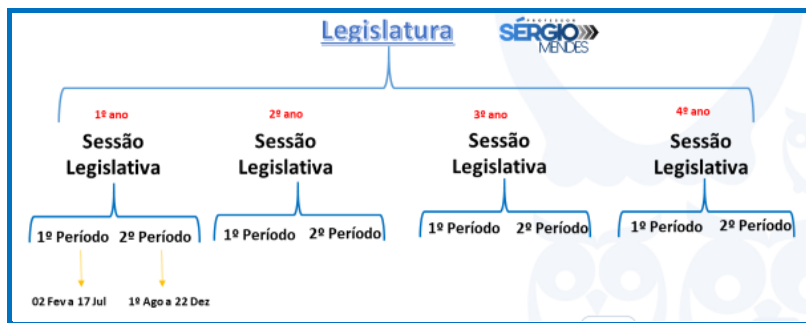 Legislatura
PROFESSOR
SÉRGIO
MENDES
1º ano
2º ano
3º ano
4º ano
Sessão
Legislativa
Sessão
Legislativa
Sessão
Legislativa
Sessão
Legislativa
1º Período 2º Período
1º Período 2º Período
1º Período 2º Período
1º Período 2º Período
02 Fev a 17 Jul
1º Ago a 22 Dez